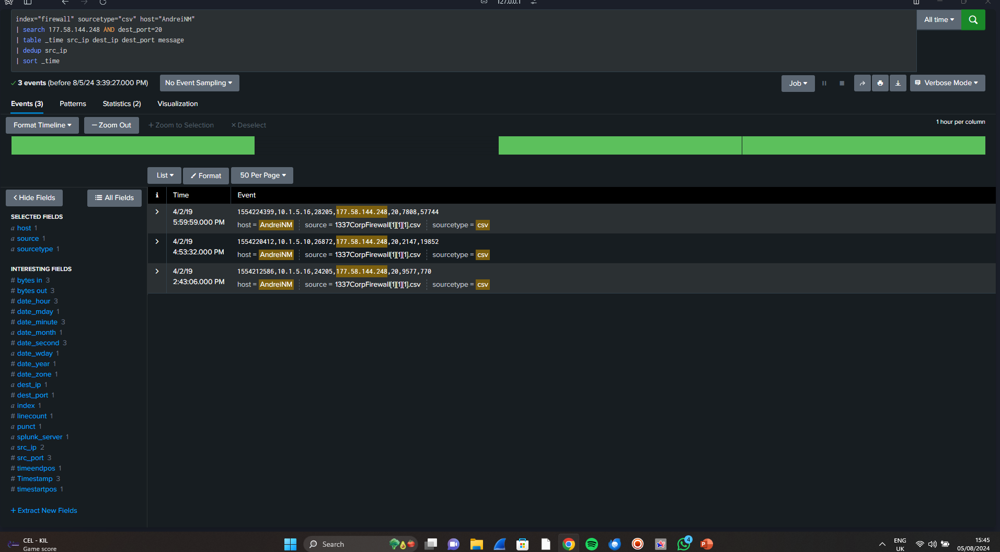 127.0.0.1
index="firewall" sourcetype="csv" host="AndreiNM"
| search 177.58.144.248 AND dest_port=20
| table _time src_ip dest_ip dest_port message
| dedup src_ip
| sort _time
All time
3 events (before 8/5/24 3:39:27.000 PM)
No Event Sampling
Job
Verbose Mode
Events (3)
Patterns
Statistics (2)
Visualization
Format Timeline
— Zoom Out
+ Zoom to Selection
× Deselect
1 hour per column
List
Format
50 Per Page
< Hide Fields
All Fields
i
Time
Event
SELECTED FIELDS
a host 1
a source 1
a sourcetype 1
INTERESTING FIELDS
# bytes in 3
# bytes out 3
# date_hour 3
# date_mday 1
# date_minute 3
a date_month 1
# date_second 3
a date_wday 1
# date_year 1
# date_zone 1
a dest_ip 1
# dest_port 1
a index 1
# linecount 1
a punct 1
a splunk_server 1
a src_ip 2
# src_port 3
# timeendpos 1
# Timestamp 3
# timestartpos 1
+ Extract New Fields
4/2/19
5:59:59.000 PM
1554224399,10.1.5.16,28205,177.58.144.248,20,7808,57744
host = AndreiNM source = 1337CorpFirewall[1][1][1].csv sourcetype = csv
4/2/19
4:53:32.000 PM
1554220412,10.1.5.10,26872,177.58.144.248,20,2147,19852
host = AndreiNM source = 1337CorpFirewall[1][1][1].csv sourcetype = csv
4/2/19
2:43:06.000 PM
1554212586,10.1.5.16,24205,177.58.144.248,20,9577,770
host = AndreiNM source = 1337CorpFirewall[1][1][1].csv sourcetype = csv
CEL - KIL
Game score
Search
4
ENG
UK
15:45
05/08/2024